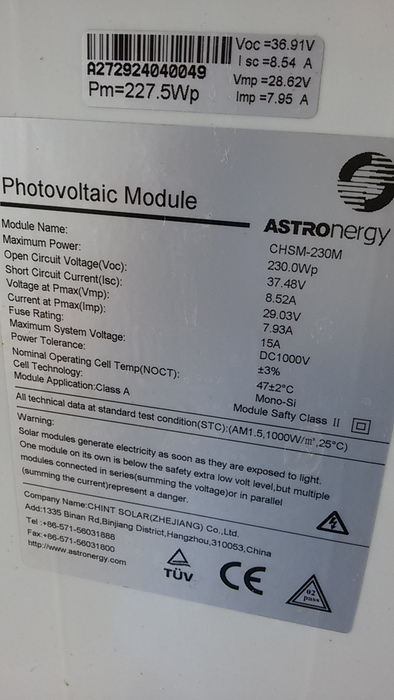 Voc =36.91V
A272924040049
I sc =8.54 A
Pm=227.5Wp
Vmp =28.62V
Imp =7.95 A
Photovoltaic Module
ASTROnergy
Module Name: CHSM-230M
Maximum Power: 230.0Wp
Open Circuit Voltage(Voc): 37.48V
Short Circuit Current(Isc): 8.52A
Voltage at Pmax(Vmp): 29.03V
Current at Pmax(Imp): 7.93A
Fuse Rating: 15A
Maximum System Voltage: DC1000V
Power Tolerance: ±3%
Nominal Operating Cell Temp(NOCT): 47±2°C
Cell Technology: Mono-Si
Module Application:Class A Module Safty Class II
All technical data at standard test condition(STC):(AM1.5,1000W/m²,25°C)
Warning:
Solar modules generate electricity as soon as they are exposed to light.
One module on its own is below the safety extra low volt level,but multiple
modules connected in series(summing the voltage)or in parallel
(summing the current)represent a danger.
Company Name:CHINT SOLAR(ZHEJIANG) Co.,Ltd.
Add:1335 Binan Rd,Binjiang District,Hangzhou,310053,China
Tel :+86-571-56031888
Fax:+86-571-56031800
http://www.astronergy.com
TÜV CE
02
pass